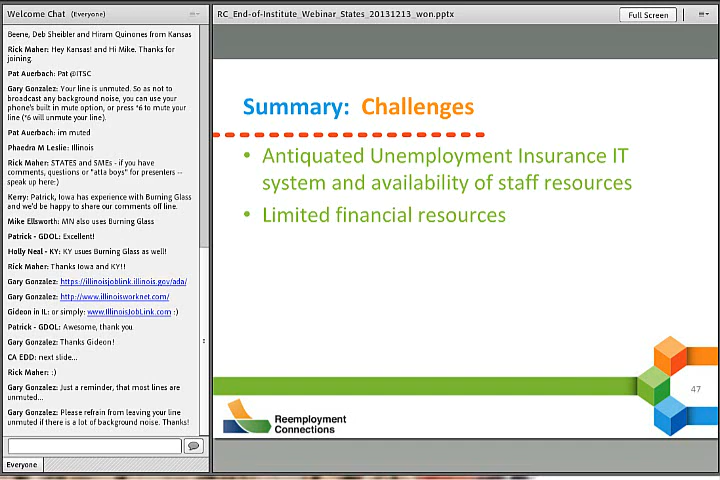 Welcome Chat (Everyone)
Beene, Deb Sheibler and Hiram Quinones from Kansas
Rick Maher: Hey Kansas! and Hi Mike. Thanks for
joining.
Pat Auerbach: Pat @ITSC
Gary Gonzalez: Your line is unmuted. So as not to
broadcast any background noise, you can use your
phone's built in mute option, or press *6 to mute your
line (*6 will unmute your line).
Pat Auerbach: im muted
Phaedra M Leslie: Illinois
Rick Maher: STATES and SMEs - if you have
comments, questions or "atta boys" for presenters --
speak up here:)
Kerry: Patrick, Iowa has experience with Burning Glass
and we'd be happy to share our comments off line.
Mike Ellsworth: MN also uses Burning Glass
Patrick - GDOL: Excellent!
Holly Neal - KY: KY usues Burning Glass as well!
Rick Maher: Thanks Iowa and KY!!
Gary Gonzalez: https://illinoisjoblink.illinois.gov/ada/
Gary Gonzalez: http://www.illinoisworknet.com/
Gideon in IL: or simply: www.IllinoisJobLink.com :)
Patrick - GDOL: Awesome, thank you
Gary Gonzalez: Thanks Gideon!
CA EDD: next slide...
Rick Maher: :)
Gary Gonzalez: Just a reminder, that most lines are
unmuted...
Gary Gonzalez: Please refrain from leaving your line
unmuted if there is a lot of background noise. Thanks!
Everyone
RC_End-of-Institute_Webinar_States_20131213_won.pptx
Full Screen
Summary: Challenges
• Antiquated Unemployment Insurance IT
system and availability of staff resources
• Limited financial resources
47
Reemployment
Connections